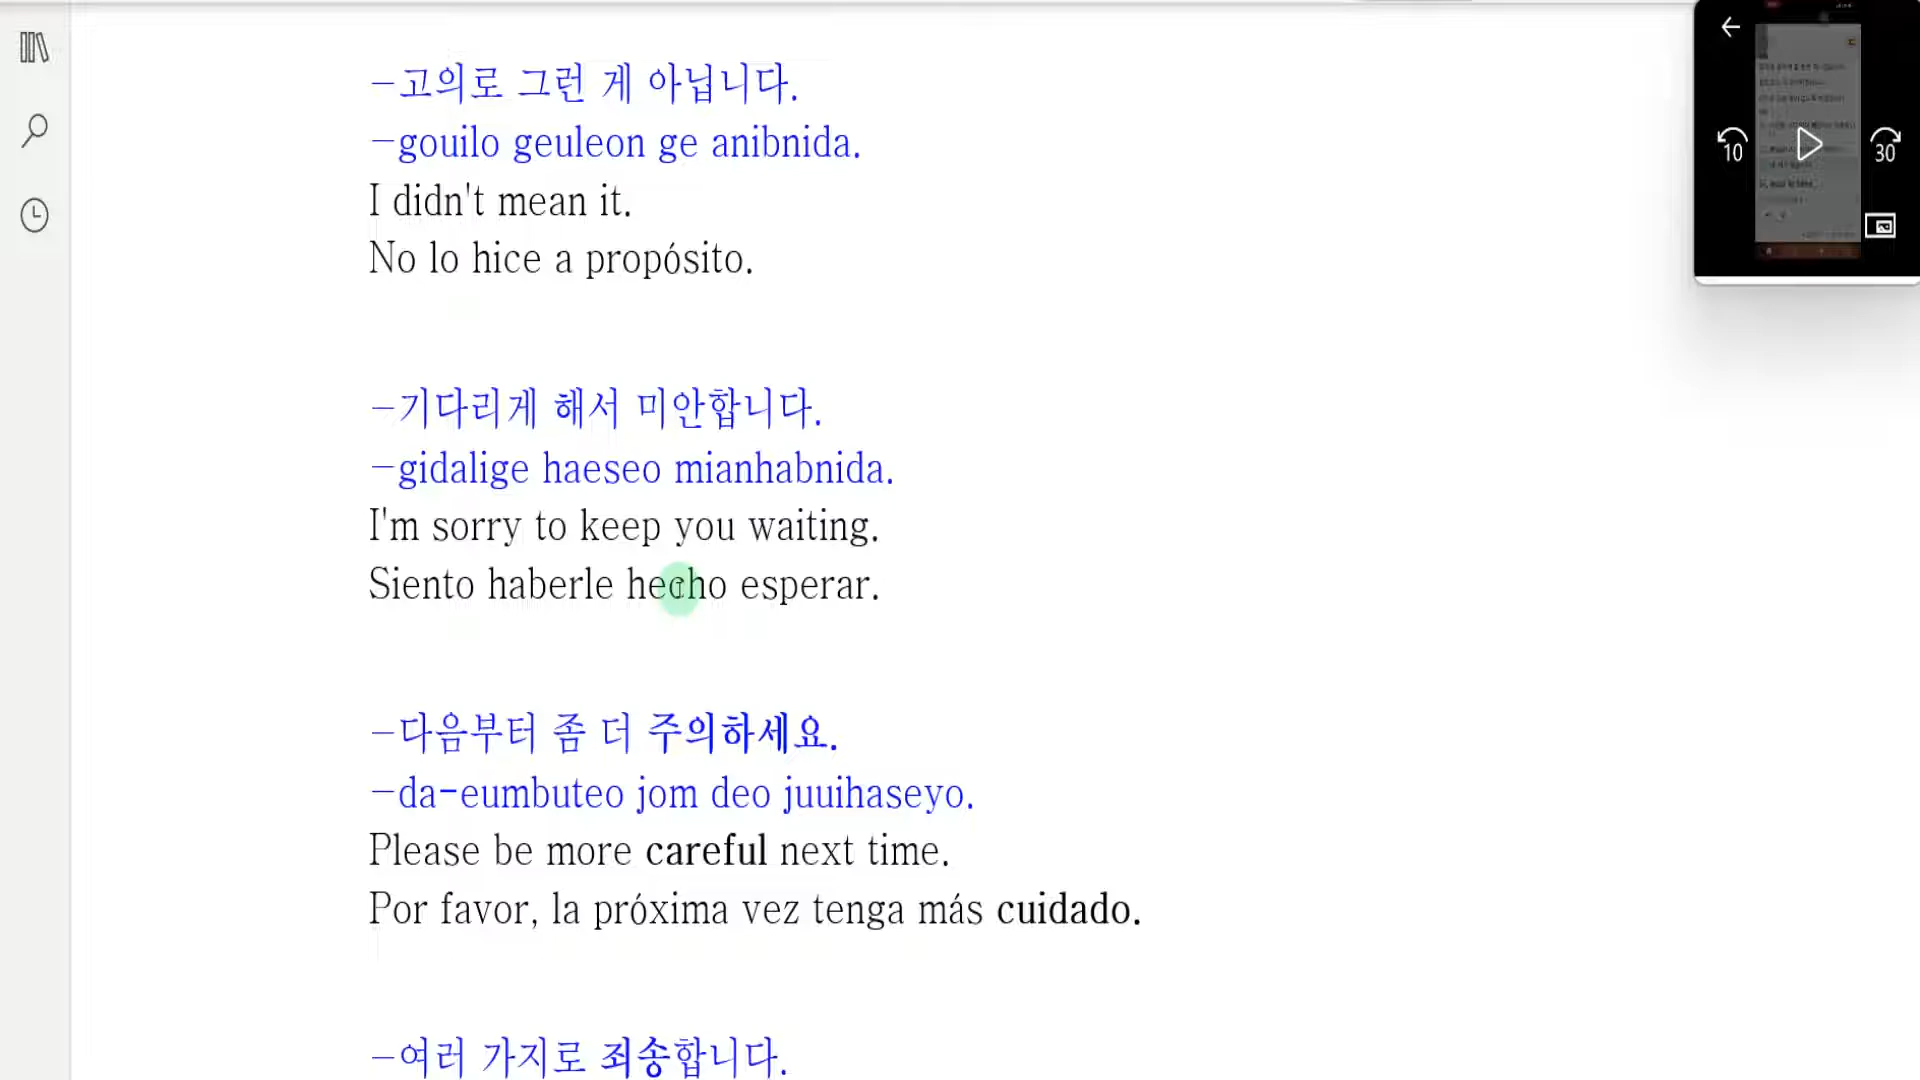 –고의로 그런 게 아닙니다.
–gouilo geuleon ge anibnida.
I didn't mean it.
No lo hice a propósito.
–기다리게 해서 미안합니다.
–gidalige haeseo mianhabnida.
I'm sorry to keep you waiting.
Siento haberle hecho esperar.
–다음부터 좀 더 주의하세요.
–da-eumbuteo jom deo juuihaseyo.
Please be more careful next time.
Por favor, la próxima vez tenga más cuidado.
–여러 가지로 죄송합니다.
10
30